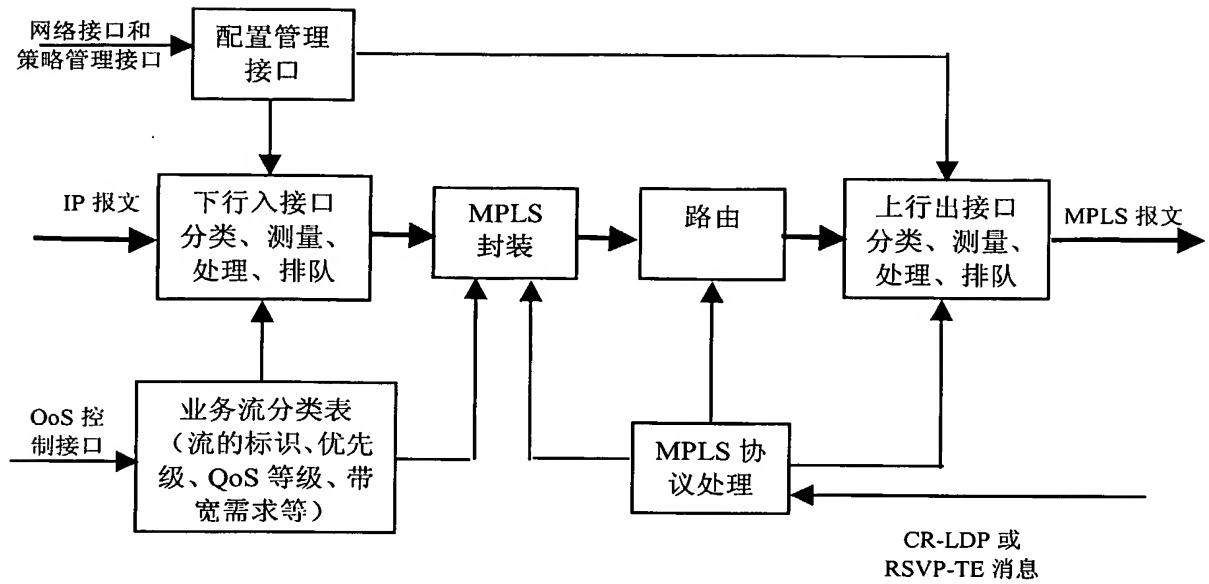 网络接口和
策略管理接口
配置管理
接口
IP 报文
下行入接口
分类、测量、
处理、排队
MPLS
封装
路由
上行出接口
分类、测量、
处理、排队
MPLS 报文
QoS 控
制接口
业务流分类表
（流的标识、优先
级、QoS 等级、带
宽需求等）
MPLS 协
议处理
CR-LDP 或
RSVP-TE 消息